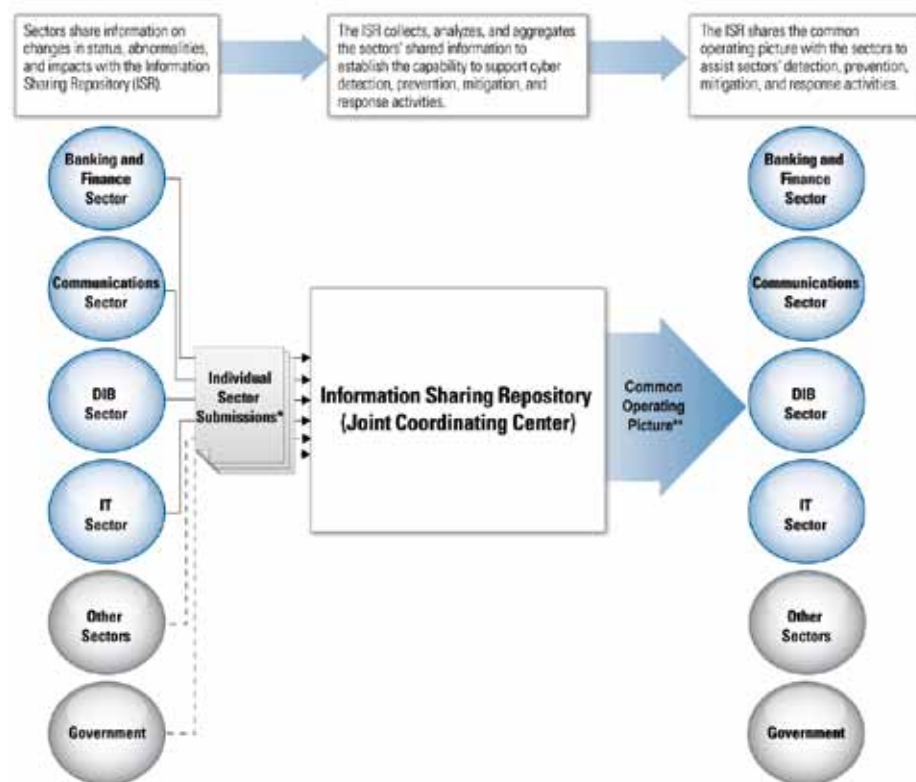 Sectors share information on
changes in status, abnormalities,
and impacts with the Information
Sharing Repository (ISR).
The ISR collects, analyzes, and aggregates
the sectors' shared information to
establish the capability to support cyber
detection, prevention, mitigation, and
response activities.
The ISR shares the common
operating picture with the sectors to
assist sectors' detection, prevention,
mitigation, and response activities.
Banking and
Finance
Sector
Communications
Sector
DIB
Sector
IT
Sector
Other
Sectors
Government
Individual
Sector
Submissions*
Information Sharing Repository
(Joint Coordinating Center)
Common
Operating
Picture**
Banking and
Finance
Sector
Communications
Sector
DIB
Sector
IT
Sector
Other
Sectors
Government